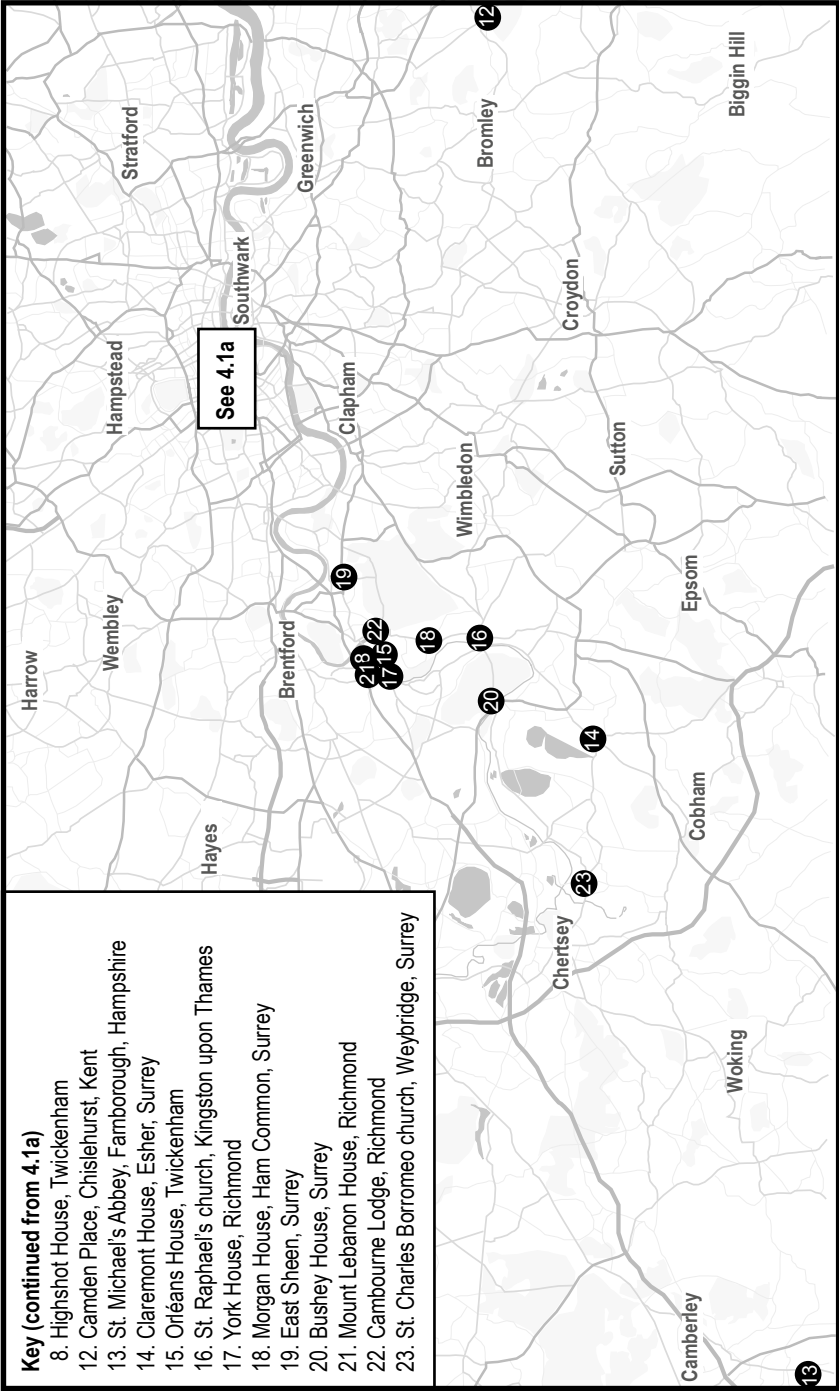 Key (continued from 4.1a)
8. Highshot House, Twickenham
12. Camden Place, Chislehurst, Kent
13. St. Michael's Abbey, Farnborough, Hampshire
14. Claremont House, Esher, Surrey
15. Orléans House, Twickenham
16. St. Raphael's church, Kingston upon Thames
17. York House, Richmond
18. Morgan House, Ham Common, Surrey
19. East Sheen, Surrey
20. Bushey House, Surrey
21. Mount Lebanon House, Richmond
22. Cambourne Lodge, Richmond
23. St. Charles Borromeo church, Weybridge, Surrey
Harrow
Wembley
Hampstead
Stratford
Hayes
See 4.1a
Southwark
Brentford
Greenwich
Clapham
19
21
8
22
15
17
18
Wimbledon
16
20
Bromley
12
Chertsey
23
14
Croydon
Sutton
Epsom
Cobham
Biggin Hill
Woking
Camberley
13